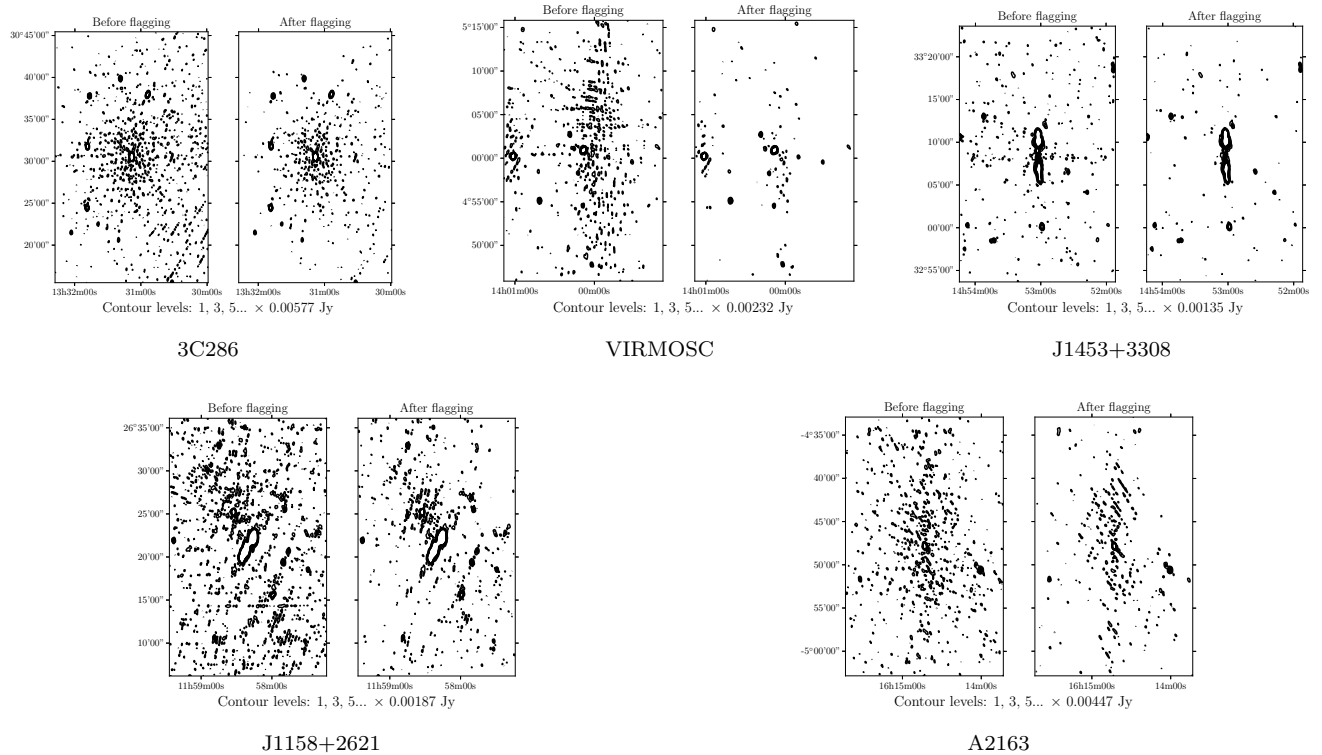 Before flagging After flagging
30°45'00"
40'00"
35'00"
30'00"
25'00"
20'00"
13h32m00s 31m00s 30m00s 13h32m00s 31m00s 30m00s
Contour levels: 1, 3, 5... × 0.00577 Jy
3C286
Before flagging After flagging
5°15'00"
10'00"
05'00"
00'00"
4°55'00"
50'00"
14h01m00s 00m00s 14h01m00s 00m00s
Contour levels: 1, 3, 5... × 0.00232 Jy
VIRMOSC
Before flagging After flagging
33°20'00"
15'00"
10'00"
05'00"
00'00"
32°55'00"
14h54m00s 53m00s 52m00s 14h54m00s 53m00s 52m00s
Contour levels: 1, 3, 5... × 0.00135 Jy
J1453+3308
Before flagging After flagging
26°35'00"
30'00"
25'00"
20'00"
15'00"
10'00"
11h59m00s 58m00s 11h59m00s 58m00s
Contour levels: 1, 3, 5... × 0.00187 Jy
J1158+2621
Before flagging After flagging
-4°35'00"
40'00"
45'00"
50'00"
55'00"
-5°00'00"
16h15m00s 14m00s 16h15m00s 14m00s
Contour levels: 1, 3, 5... × 0.00447 Jy
A2163